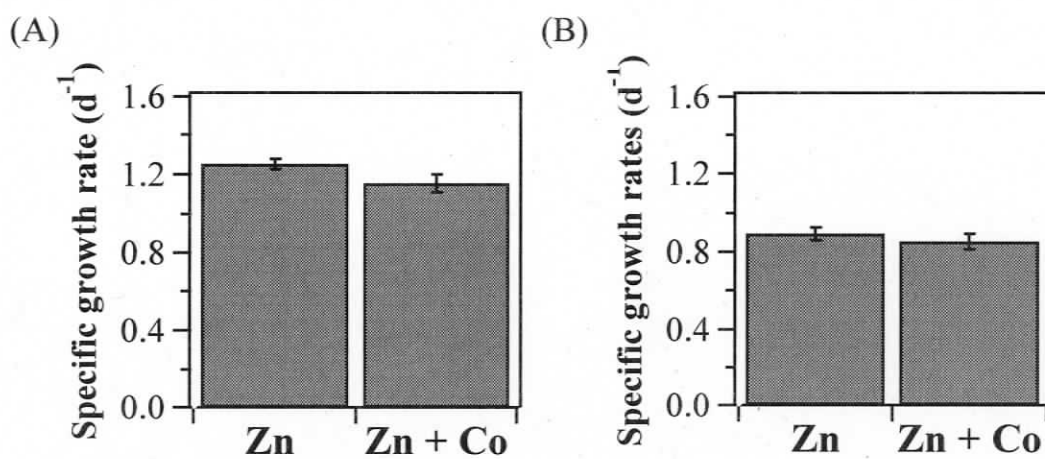 (A)
Specific growth rate (d⁻¹)
1.6
1.2
0.8
0.4
0.0
Zn
Zn + Co
(B)
Specific growth rates (d⁻¹)
1.6
1.2
0.8
0.4
0.0
Zn
Zn + Co